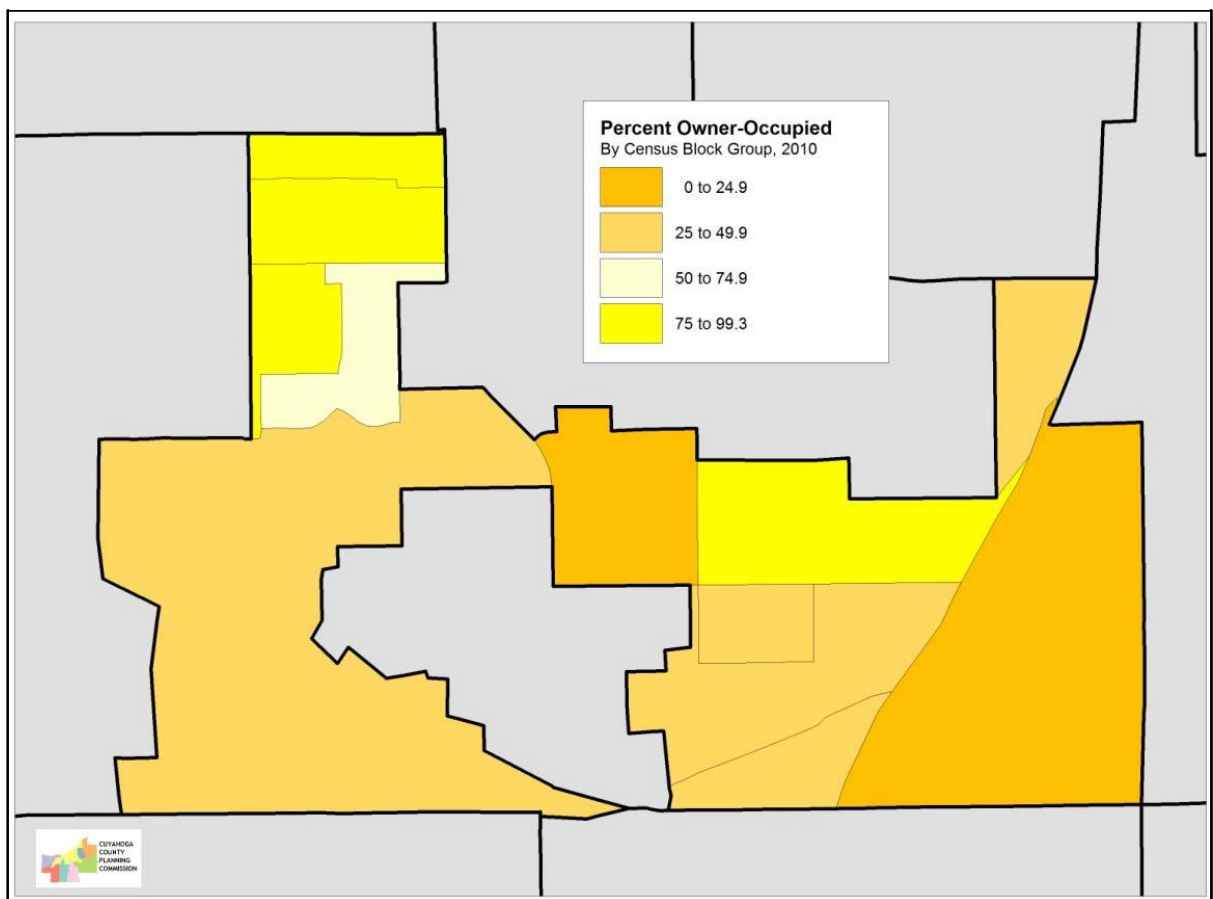 Percent Owner-Occupied
By Census Block Group, 2010
0 to 24.9
25 to 49.9
50 to 74.9
75 to 99.3
CUYAHOGA
COUNTY
PLANNING
COMMISSION